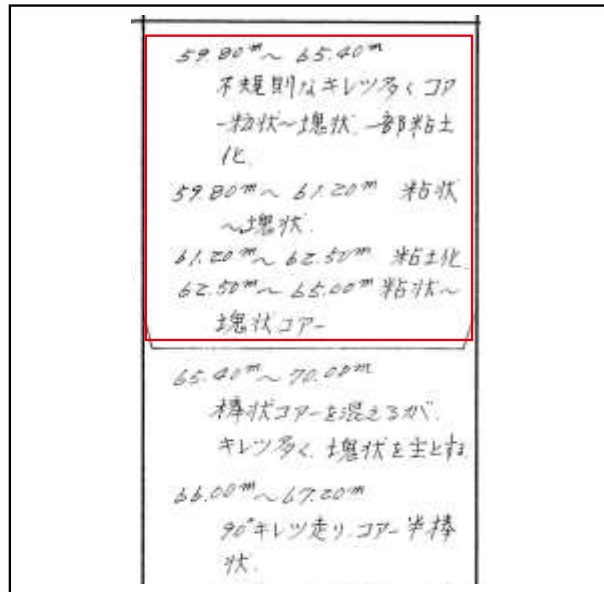 59.80m～65.40m
不規則なキレツ多くコア
ー粒状～塊状.一部粘土
化.
59.80m～61.20m 粘状
～塊状.
61.20m～62.50m 粘土化.
62.50m～65.00m 粘状～
塊状コアー
65.40m～70.00m
棒状コアーを混えるが.
キレツ多く.塊状を主とする
66.00m～67.20m
90°キレツ走り.コアー半棒
状.